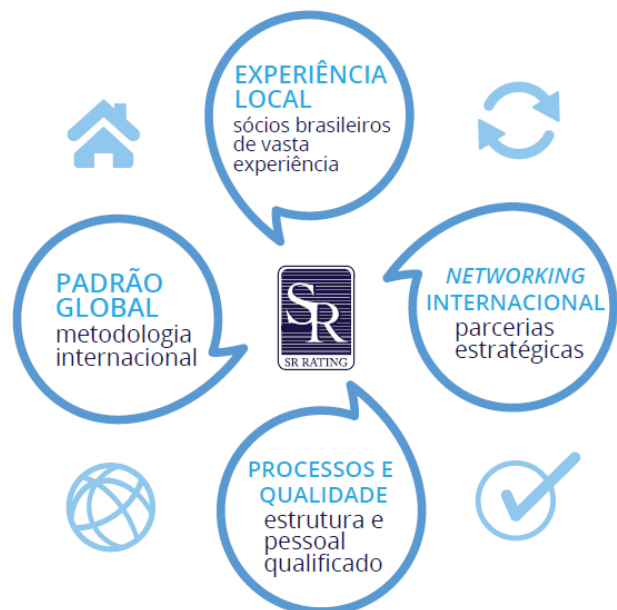 EXPERIÊNCIA
LOCAL
sócios brasileiros
de vasta
experiência
PADRÃO
GLOBAL
metodologia
internacional
SR
SR RATING
NETWORKING
INTERNACIONAL
parcerias
estratégicas
PROCESSOS E
QUALIDADE
estrutura e
pessoal
qualificado